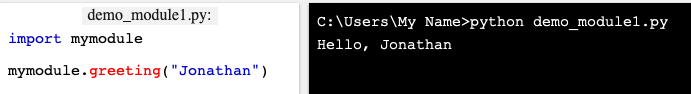 demo_module1.py:
import mymodule
mymodule.greeting("Jonathan")
C:\Users\My Name>python demo_module1.py
Hello, Jonathan